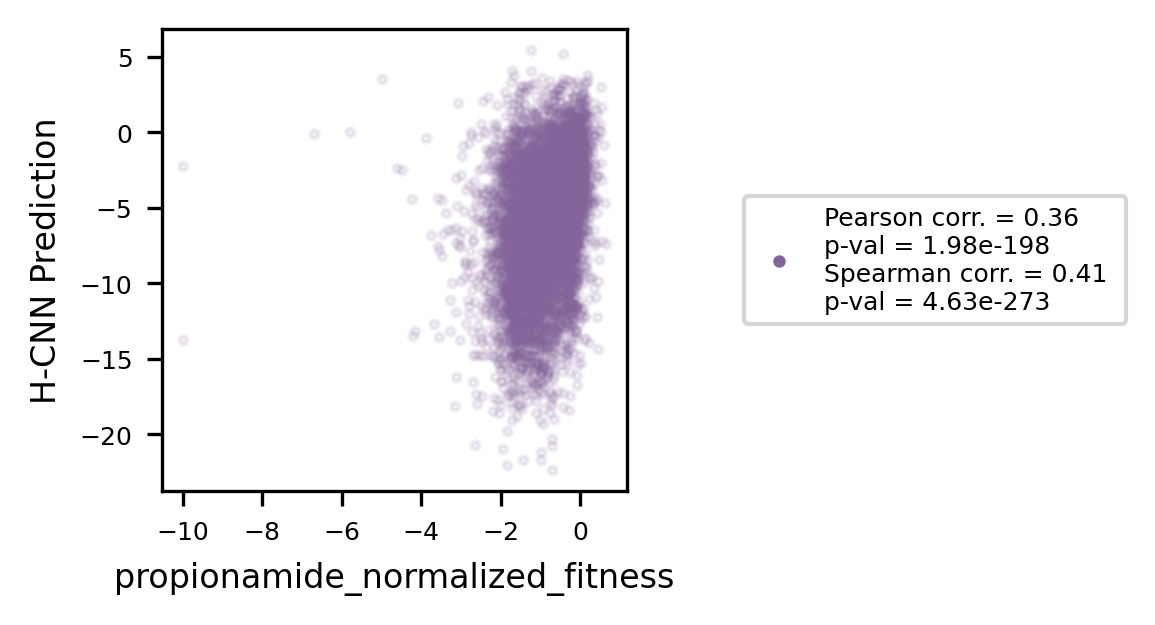 5
0
−5
−10
−15
−20
H-CNN Prediction
−10 −8 −6 −4 −2 0
propionamide_normalized_fitness
Pearson corr. = 0.36
p-val = 1.98e-198
Spearman corr. = 0.41
p-val = 4.63e-273